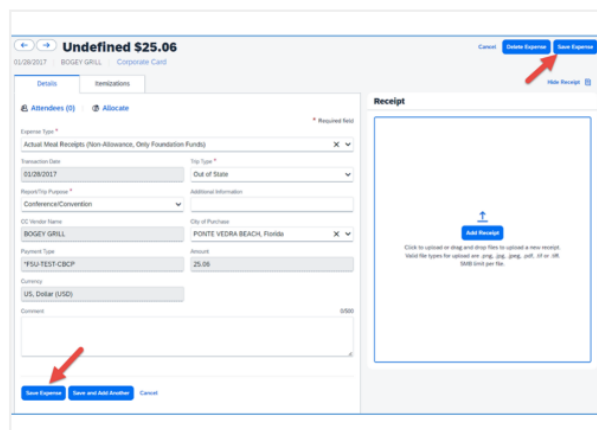 Undefined $25.06
Cancel Delete Expense Save Expense
01/28/2017 BOGEY GRILL Corporate Card
Hide Receipt
Details Itemizations
Receipt
Attendees (0) Allocate
* Required field
Expense Type *
Actual Meal Receipts (Non-Allowance, Only Foundation Funds)
Transaction Date Trip Type *
01/28/2017 Out of State
Report/Trip Purpose * Additional Information
Conference/Convention
CC Vendor Name City of Purchase
BOGEY GRILL PONTE VEDRA BEACH, Florida
Payment Type Amount
*FSU-TEST-CBCP 25.06
Currency
US, Dollar (USD)
Comment 0/500
Add Receipt
Click to upload or drag and drop files to upload a new receipt.
Valid file types for upload are .png, .jpg, .jpeg, .pdf, .tif or .tiff.
5MB limit per file.
Save Expense Save and Add Another Cancel